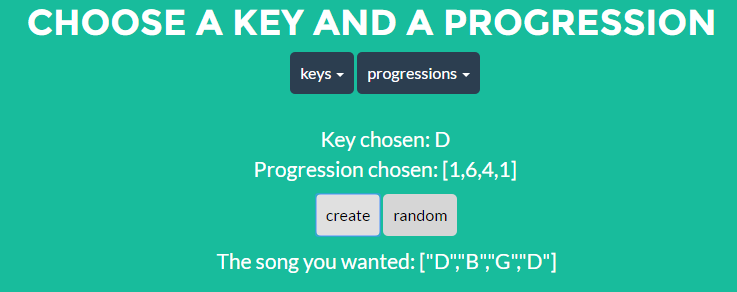 CHOOSE A KEY AND A PROGRESSION
keys progressions
Key chosen: D
Progression chosen: [1,6,4,1]
create random
The song you wanted: ["D","B","G","D"]